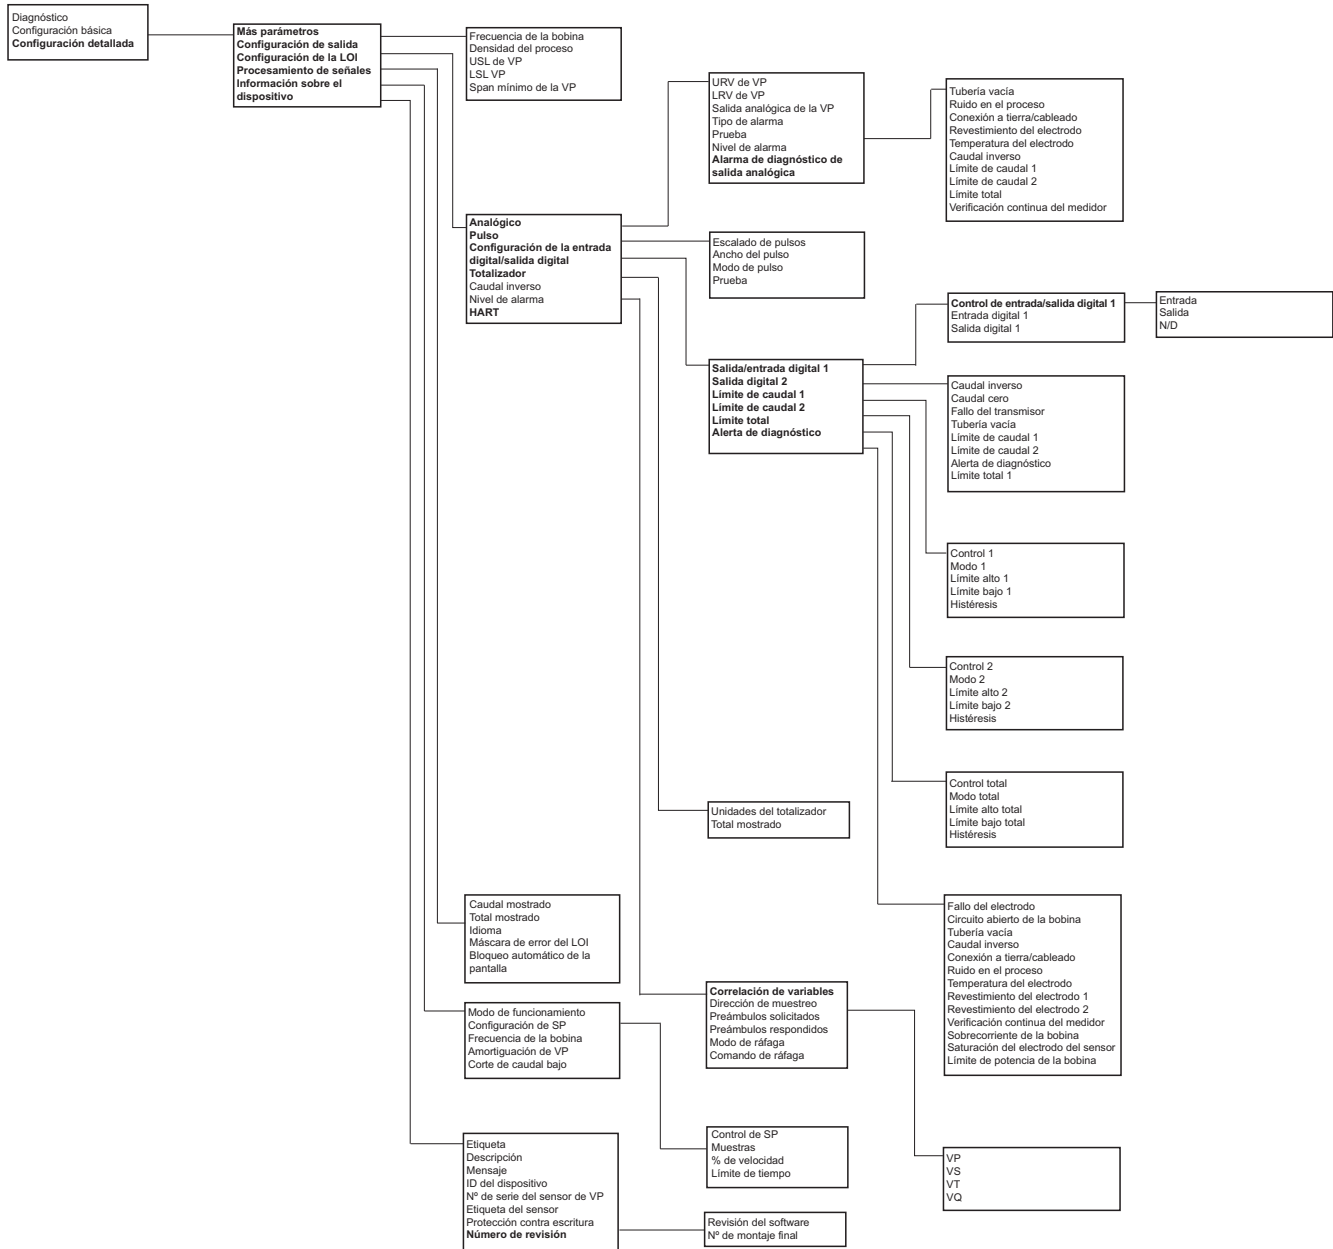 Diagnóstico
Configuración básica
Configuración detallada
Más parámetros
Configuración de salida
Configuración de la LOI
Procesamiento de señales
Información sobre el
dispositivo
Frecuencia de la bobina
Densidad del proceso
USL de VP
LSL VP
Span mínimo de la VP
Analógico
Pulso
Configuración de la entrada
digital/salida digital
Totalizador
Caudal inverso
Nivel de alarma
HART
Caudal mostrado
Total mostrado
Idioma
Máscara de error del LOI
Bloqueo automático de la
pantalla
Modo de funcionamiento
Configuración de SP
Frecuencia de la bobina
Amortiguación de VP
Corte de caudal bajo
Etiqueta
Descripción
Mensaje
ID del dispositivo
Nº de serie del sensor de VP
Etiqueta del sensor
Protección contra escritura
Número de revisión
URV de VP
LRV de VP
Salida analógica de la VP
Tipo de alarma
Prueba
Nivel de alarma
Alarma de diagnóstico de
salida analógica
Escalado de pulsos
Ancho del pulso
Modo de pulso
Prueba
Salida/entrada digital 1
Salida digital 2
Límite de caudal 1
Límite de caudal 2
Límite total
Alerta de diagnóstico
Unidades del totalizador
Total mostrado
Correlación de variables
Dirección de muestreo
Preámbulos solicitados
Preámbulos respondidos
Modo de ráfaga
Comando de ráfaga
Control de SP
Muestras
% de velocidad
Límite de tiempo
Revisión del software
Nº de montaje final
Tubería vacía
Ruido en el proceso
Conexión a tierra/cableado
Revestimiento del electrodo
Temperatura del electrodo
Caudal inverso
Límite de caudal 1
Límite de caudal 2
Límite total
Verificación continua del medidor
Control de entrada/salida digital 1
Entrada digital 1
Salida digital 1
Caudal inverso
Caudal cero
Fallo del transmisor
Tubería vacía
Límite de caudal 1
Límite de caudal 2
Alerta de diagnóstico
Límite total 1
Control 1
Modo 1
Límite alto 1
Límite bajo 1
Histéresis
Control 2
Modo 2
Límite alto 2
Límite bajo 2
Histéresis
Control total
Modo total
Límite alto total
Límite bajo total
Histéresis
Fallo del electrodo
Circuito abierto de la bobina
Tubería vacía
Caudal inverso
Conexión a tierra/cableado
Ruido en el proceso
Temperatura del electrodo
Revestimiento del electrodo 1
Revestimiento del electrodo 2
Verificación continua del medidor
Sobrecorriente de la bobina
Saturación del electrodo del sensor
Límite de potencia de la bobina
VP
VS
VT
VQ
Entrada
Salida
N/D